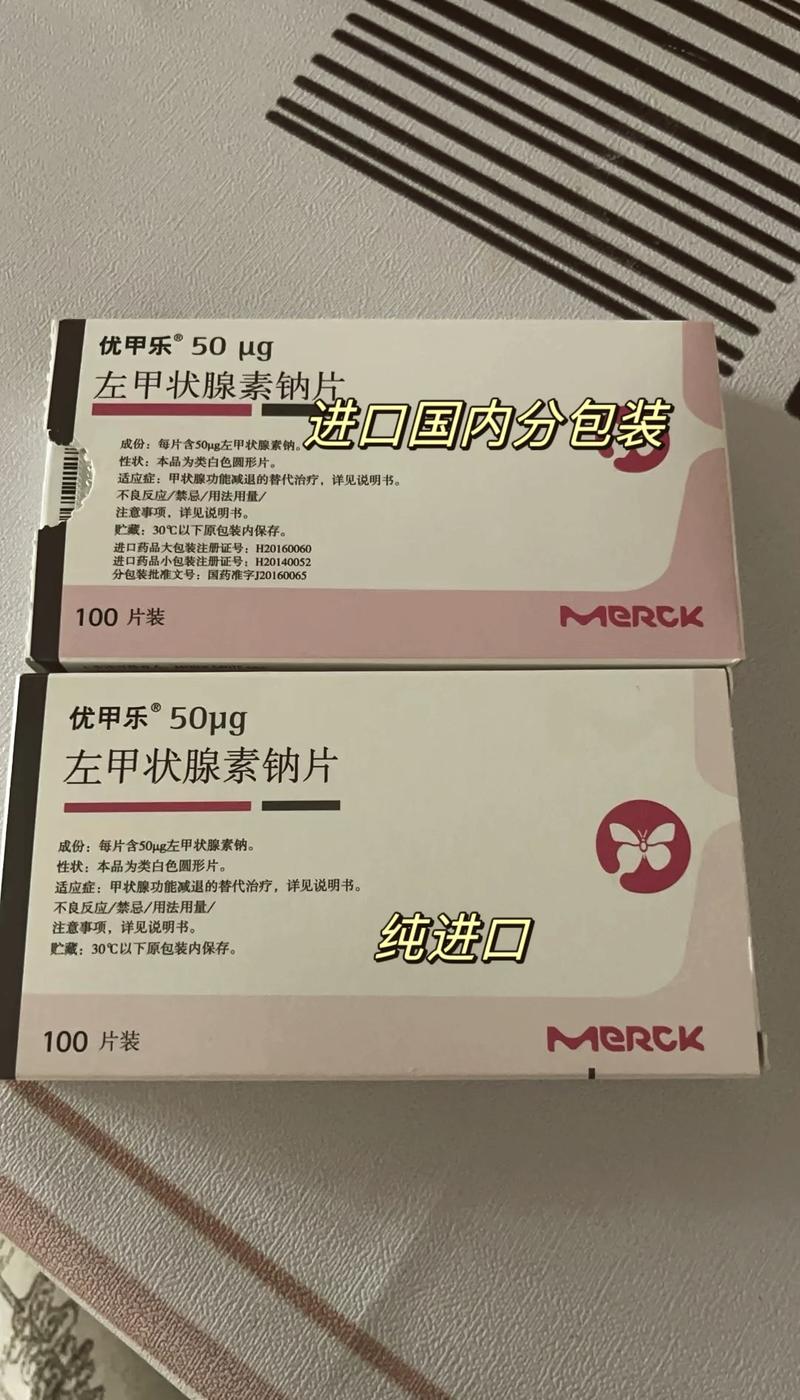 优甲乐® 50 μg
左甲状腺素钠片
进口国内分包装
成份：每片含50μg左甲状腺素钠。
性状：本品为类白色圆形片。
适应症：甲状腺功能减退的替代治疗，详见说明书。
不良反应/禁忌/用法用量/
注意事项，详见说明书。
贮藏：30℃以下原包装内保存。
进口药品大包装注册证号：H20160060
进口药品小包装注册证号：H20140052
分包装批准文号：国药准字J20160065
100 片装
MERCK
优甲乐® 50μg
左甲状腺素钠片
成份：每片含50μg左甲状腺素钠。
性状：本品为类白色圆形片。
适应症：甲状腺功能减退的替代治疗，详见说明书。
不良反应/禁忌/用法用量/
注意事项，详见说明书。
贮藏：30℃以下原包装内保存。
纯进口
100 片装
MERCK